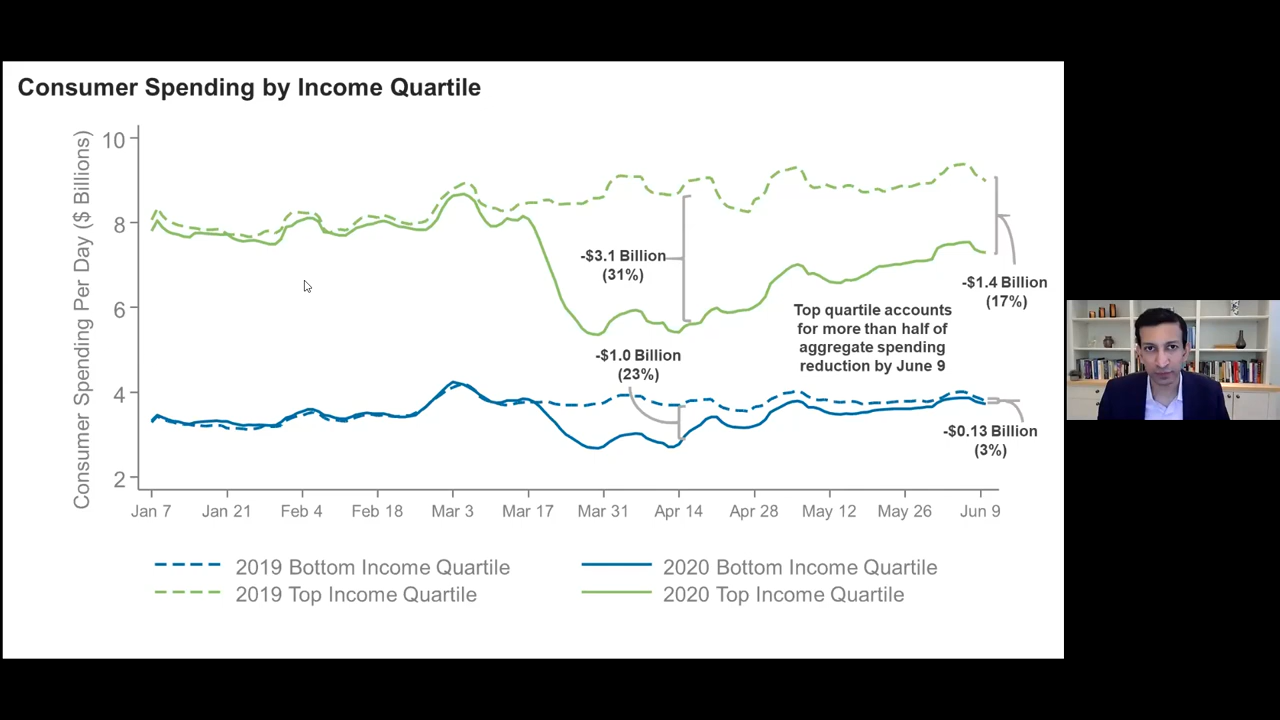 Consumer Spending by Income Quartile
Consumer Spending Per Day ($ Billions)
10
8
6
4
2
-$3.1 Billion
(31%)
-$1.4 Billion
(17%)
Top quartile accounts
for more than half of
aggregate spending
reduction by June 9
-$1.0 Billion
(23%)
-$0.13 Billion
(3%)
Jan 7 Jan 21 Feb 4 Feb 18 Mar 3 Mar 17 Mar 31 Apr 14 Apr 28 May 12 May 26 Jun 9
2019 Bottom Income Quartile 2020 Bottom Income Quartile
2019 Top Income Quartile 2020 Top Income Quartile